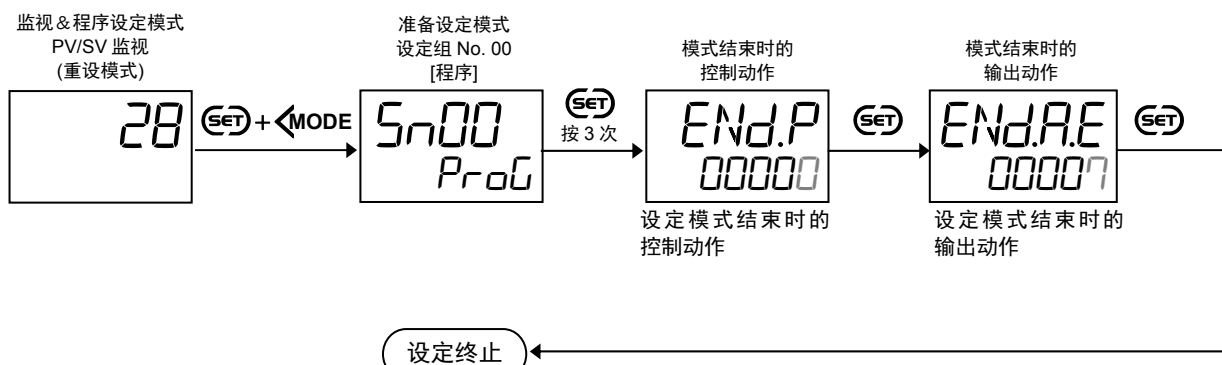 监视&程序设定模式
PV/SV 监视
(重设模式)
准备设定模式
设定组 No. 00
[程序]
模式结束时的
控制动作
模式结束时的
输出动作
28
SET + <MODE
Sn00
ProG
SET
按 3 次
ENd.P
00000
SET
ENd.A.E
00007
SET
设定模式结束时的
控制动作
设定模式结束时的
输出动作
设定终止